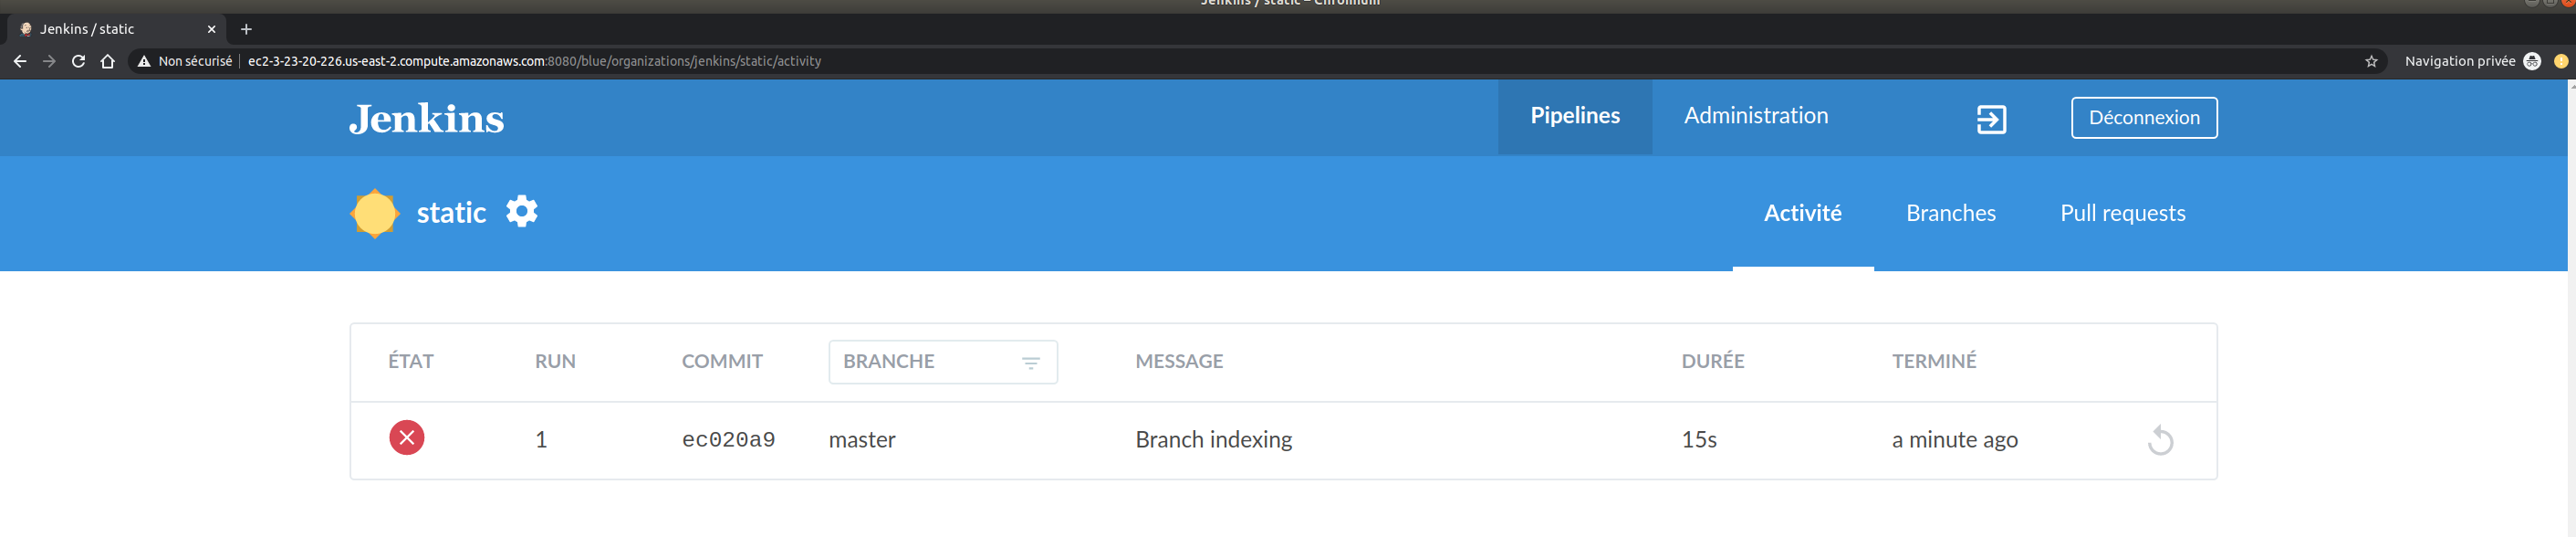 Jenkins / static – Chromium
Jenkins / static
Non sécurisé ec2-3-23-20-226.us-east-2.compute.amazonaws.com:8080/blue/organizations/jenkins/static/activity Navigation privée
Jenkins Pipelines Administration Déconnexion
static Activité Branches Pull requests
ÉTAT RUN COMMIT BRANCHE MESSAGE DURÉE TERMINÉ
1 ec020a9 master Branch indexing 15s a minute ago